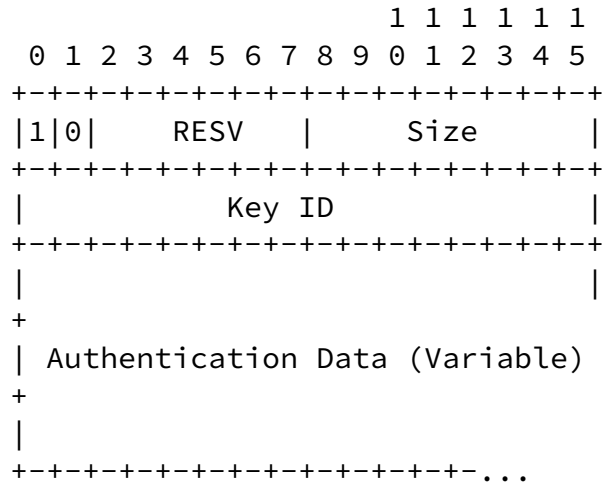 1 1 1 1 1 1
 0 1 2 3 4 5 6 7 8 9 0 1 2 3 4 5
+-+-+-+-+-+-+-+-+-+-+-+-+-+-+-+-+
|1|0|    RESV   |     Size      |
+-+-+-+-+-+-+-+-+-+-+-+-+-+-+-+-+
|           Key ID              |
+-+-+-+-+-+-+-+-+-+-+-+-+-+-+-+-+
|                               |
+
| Authentication Data (Variable)
+
|
+-+-+-+-+-+-+-+-+-+-+-+-+-...